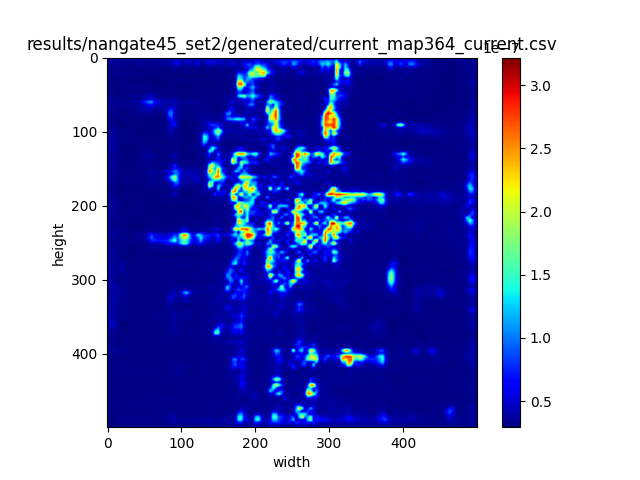 results/nangate45_set2/generated/current_map364_current.csv
1e−7
0
100
200
300
400
height
0 100 200 300 400
width
3.0
2.5
2.0
1.5
1.0
0.5